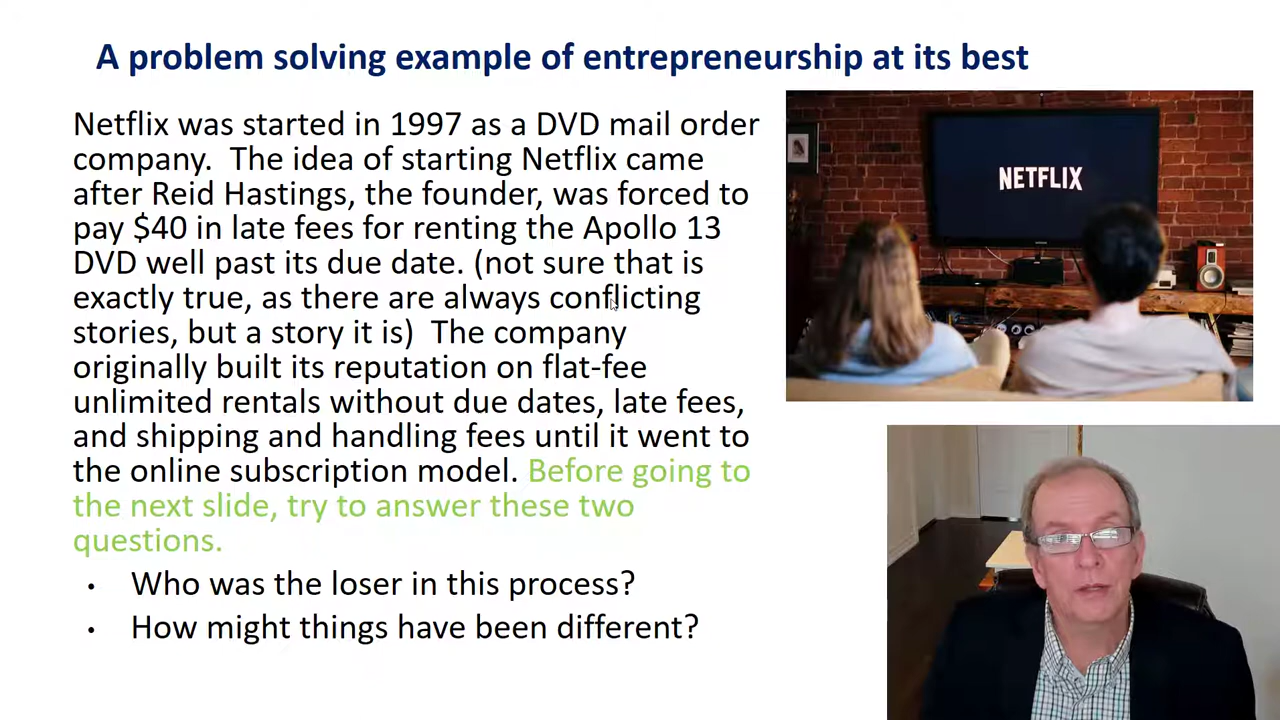 A problem solving example of entrepreneurship at its best
Netflix was started in 1997 as a DVD mail order
company.  The idea of starting Netflix came
after Reid Hastings, the founder, was forced to
pay $40 in late fees for renting the Apollo 13
DVD well past its due date. (not sure that is
exactly true, as there are always conflicting
stories, but a story it is)  The company
originally built its reputation on flat-fee
unlimited rentals without due dates, late fees,
and shipping and handling fees until it went to
the online subscription model. Before going to
the next slide, try to answer these two
questions.
• Who was the loser in this process?
• How might things have been different?
NETFLIX